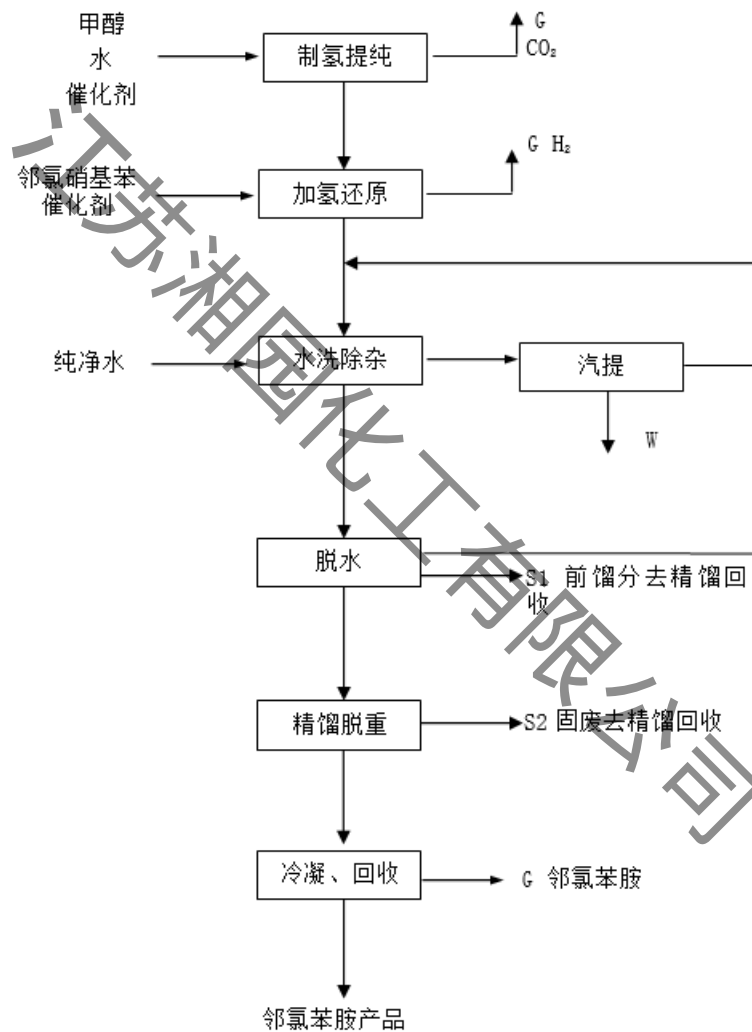 甲醇
水
催化剂
制氢提纯
G
CO₂
邻氯硝基苯
催化剂
加氢还原
G H₂
纯净水
水洗除杂
汽提
W
脱水
S1 前馏分去精馏回
收
精馏脱重
S2 固废去精馏回收
冷凝、回收
G 邻氯苯胺
邻氯苯胺产品
江苏湘园化工有限公司